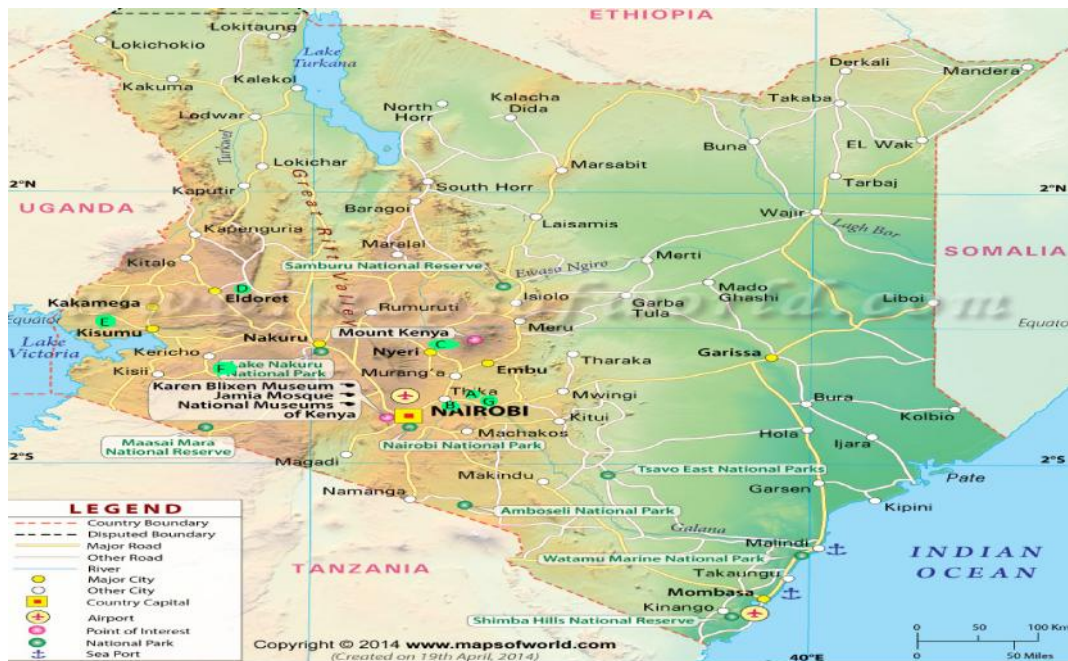 ETHIOPIA
Lokitaung
Lokichokio
Lake
Turkana
Kakuma
Kalekol
Lodwar
Turkwel
Lokichar
North
Horr
Kalacha
Dida
Marsabit
Derkali
Mandera
Takaba
Buna
EL Wak
Tarbaj
2°N
2°N
UGANDA
Kaputir
Great Rift Valley
South Horr
Baragoi
Laisamis
Wajir
Lagh Bor
SOMALIA
Kapenguria
Maralal
Kitale
Samburu National Reserve
Ewaso Ngiro
Merti
D
Eldoret
Rumuruti
Isiolo
Garba
Tula
Mado
Ghashi
Liboi
Kakamega
Equator
E
Kisumu
Lake
Victoria
Nakuru
Mount Kenya
C
Meru
Equator
Kericho
F
Lake Nakuru
National Park
Nyeri
Embu
Tharaka
Garissa
Kisii
Murang'a
Karen Blixen Museum
Jamia Mosque
National Museums
of Kenya
Thika
A
B
G
NAIROBI
Mwingi
Kitui
Bura
Kolbio
Maasai Mara
National Reserve
Nairobi National Park
Machakos
Hola
Ijara
2°S
2°S
Magadi
Makindu
Tsavo East National Parks
Garsen
Pate
Kipini
Namanga
Amboseli National Park
Galana
Malindi
Watamu Marine National Park
Takaungu
INDIAN
OCEAN
TANZANIA
Mombasa
Kinango
Shimba Hills National Reserve
LEGEND
Country Boundary
Disputed Boundary
Major Road
Other Road
River
Major City
Other City
Country Capital
Airport
Point of Interest
National Park
Sea Port
Copyright © 2014 www.mapsofworld.com
(Created on 19th April, 2014)
40°E
0 50 100 Km
0 50 Miles